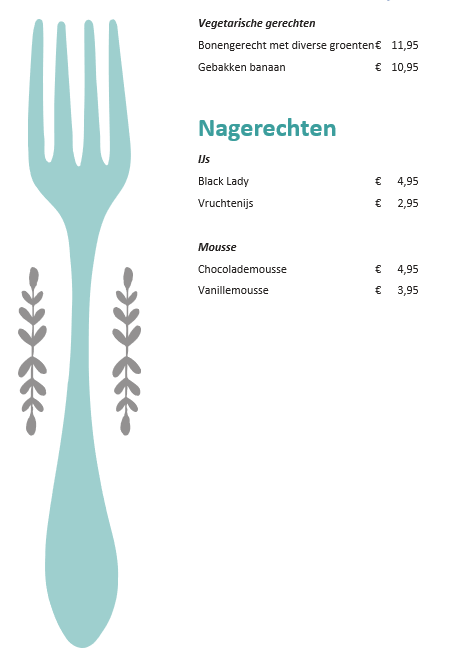 Vegetarische gerechten
Bonengerecht met diverse groenten€ 11,95
Gebakken banaan € 10,95
Nagerechten
IJs
Black Lady € 4,95
Vruchtenijs € 2,95
Mousse
Chocolademousse € 4,95
Vanillemousse € 3,95